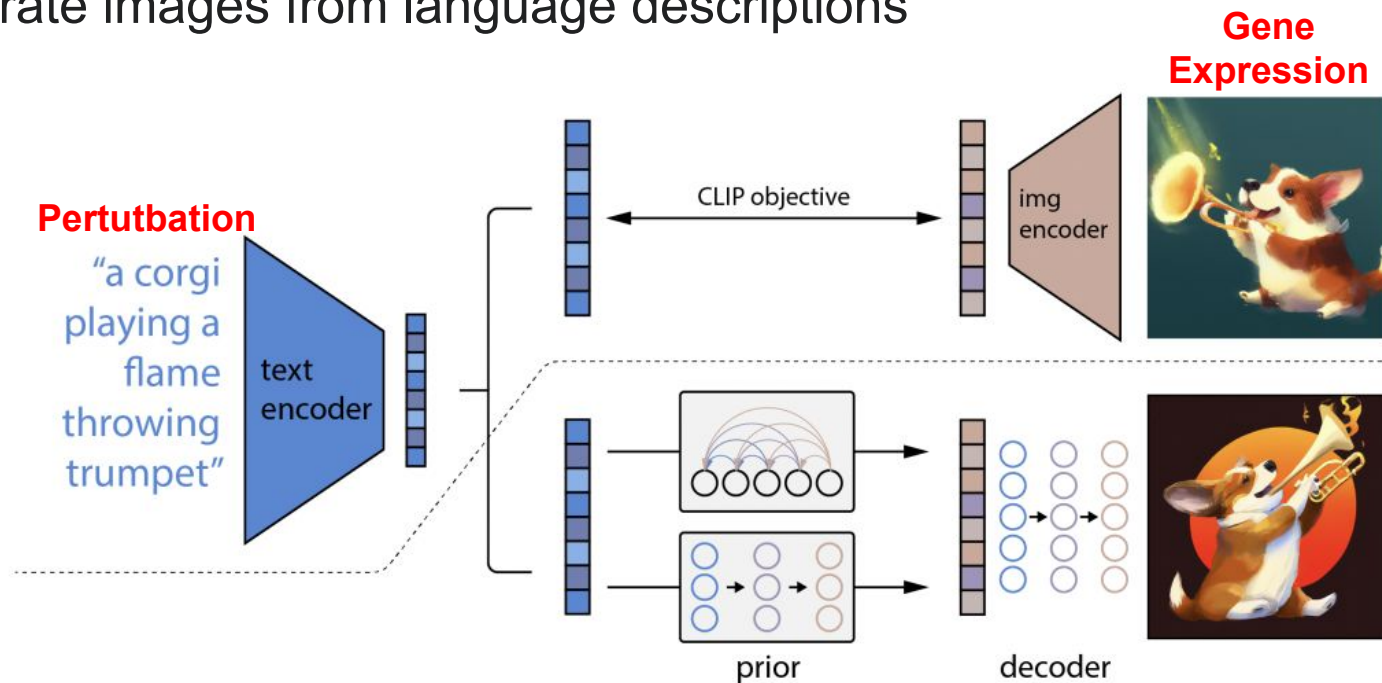 rate images from language descriptions
Gene
Expression
Pertutbation
“a corgi
playing a
flame
throwing
trumpet”
text
encoder
CLIP objective
img
encoder
prior
decoder